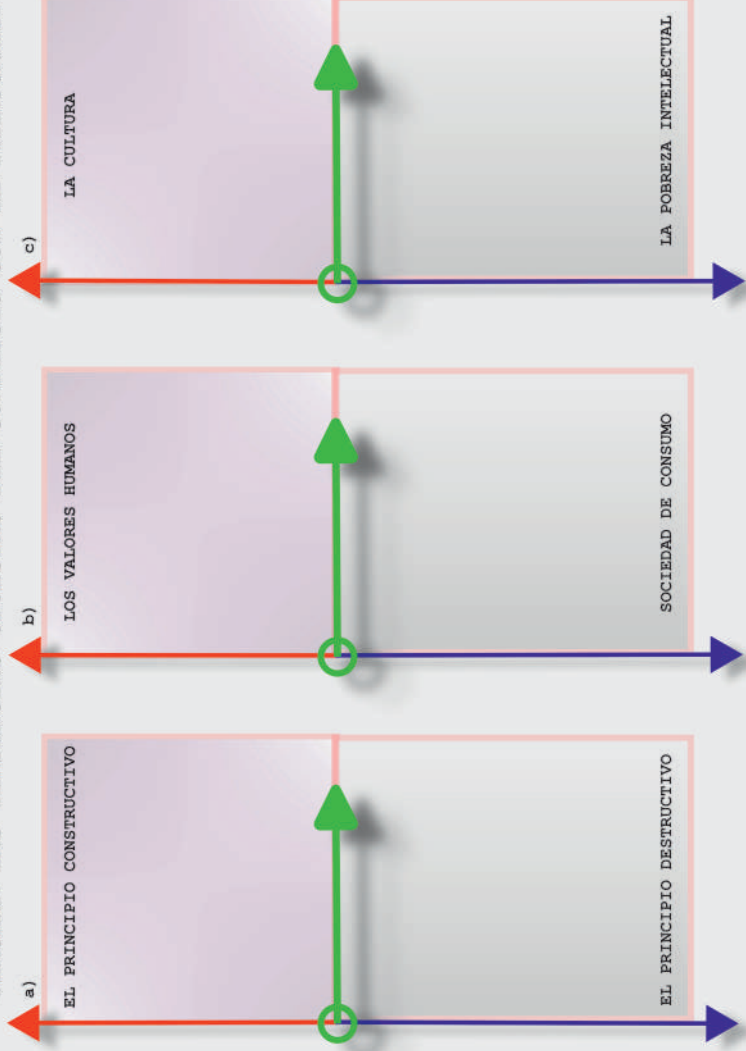 a)
EL PRINCIPIO CONSTRUCTIVO
EL PRINCIPIO DESTRUCTIVO
b)
LOS VALORES HUMANOS
SOCIEDAD DE CONSUMO
c)
LA CULTURA
LA POBREZA INTELECTUAL